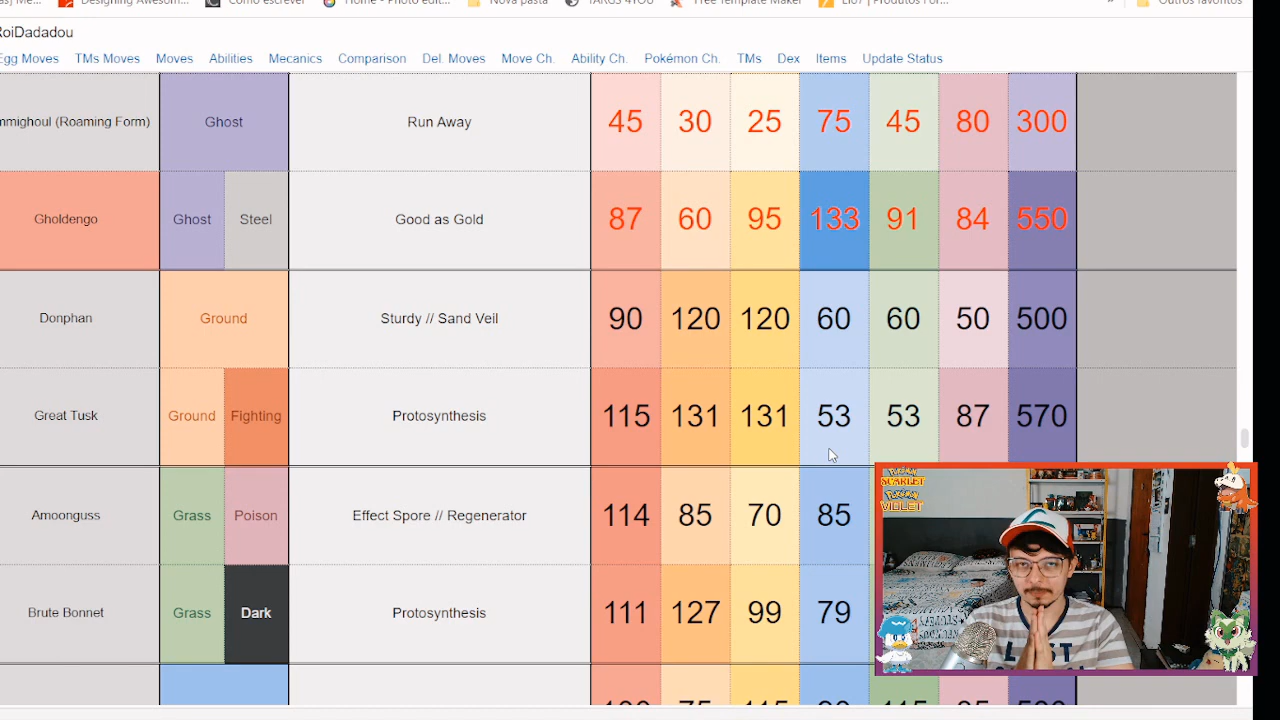 Designing Awesom...
Como escrever
Home - Photo edit...
Nova pasta
TARGS 4YOU
Free Template Maker
Outros favoritos
RoiDadadou
Egg Moves TMs Moves Moves Abilities Mecanics Comparison Del. Moves Move Ch. Ability Ch. Pokémon Ch. TMs Dex Items Update Status
mmighoul (Roaming Form) Ghost Run Away 45 30 25 75 45 80 300
Gholdengo Ghost Steel Good as Gold 87 60 95 133 91 84 550
Donphan Ground Sturdy // Sand Veil 90 120 120 60 60 50 500
Great Tusk Ground Fighting Protosynthesis 115 131 131 53 53 87 570
Amoonguss Grass Poison Effect Spore // Regenerator 114 85 70 85
Brute Bonnet Grass Dark Protosynthesis 111 127 99 79
POKÉMON
SCARLET
POKÉMON
VIOLET